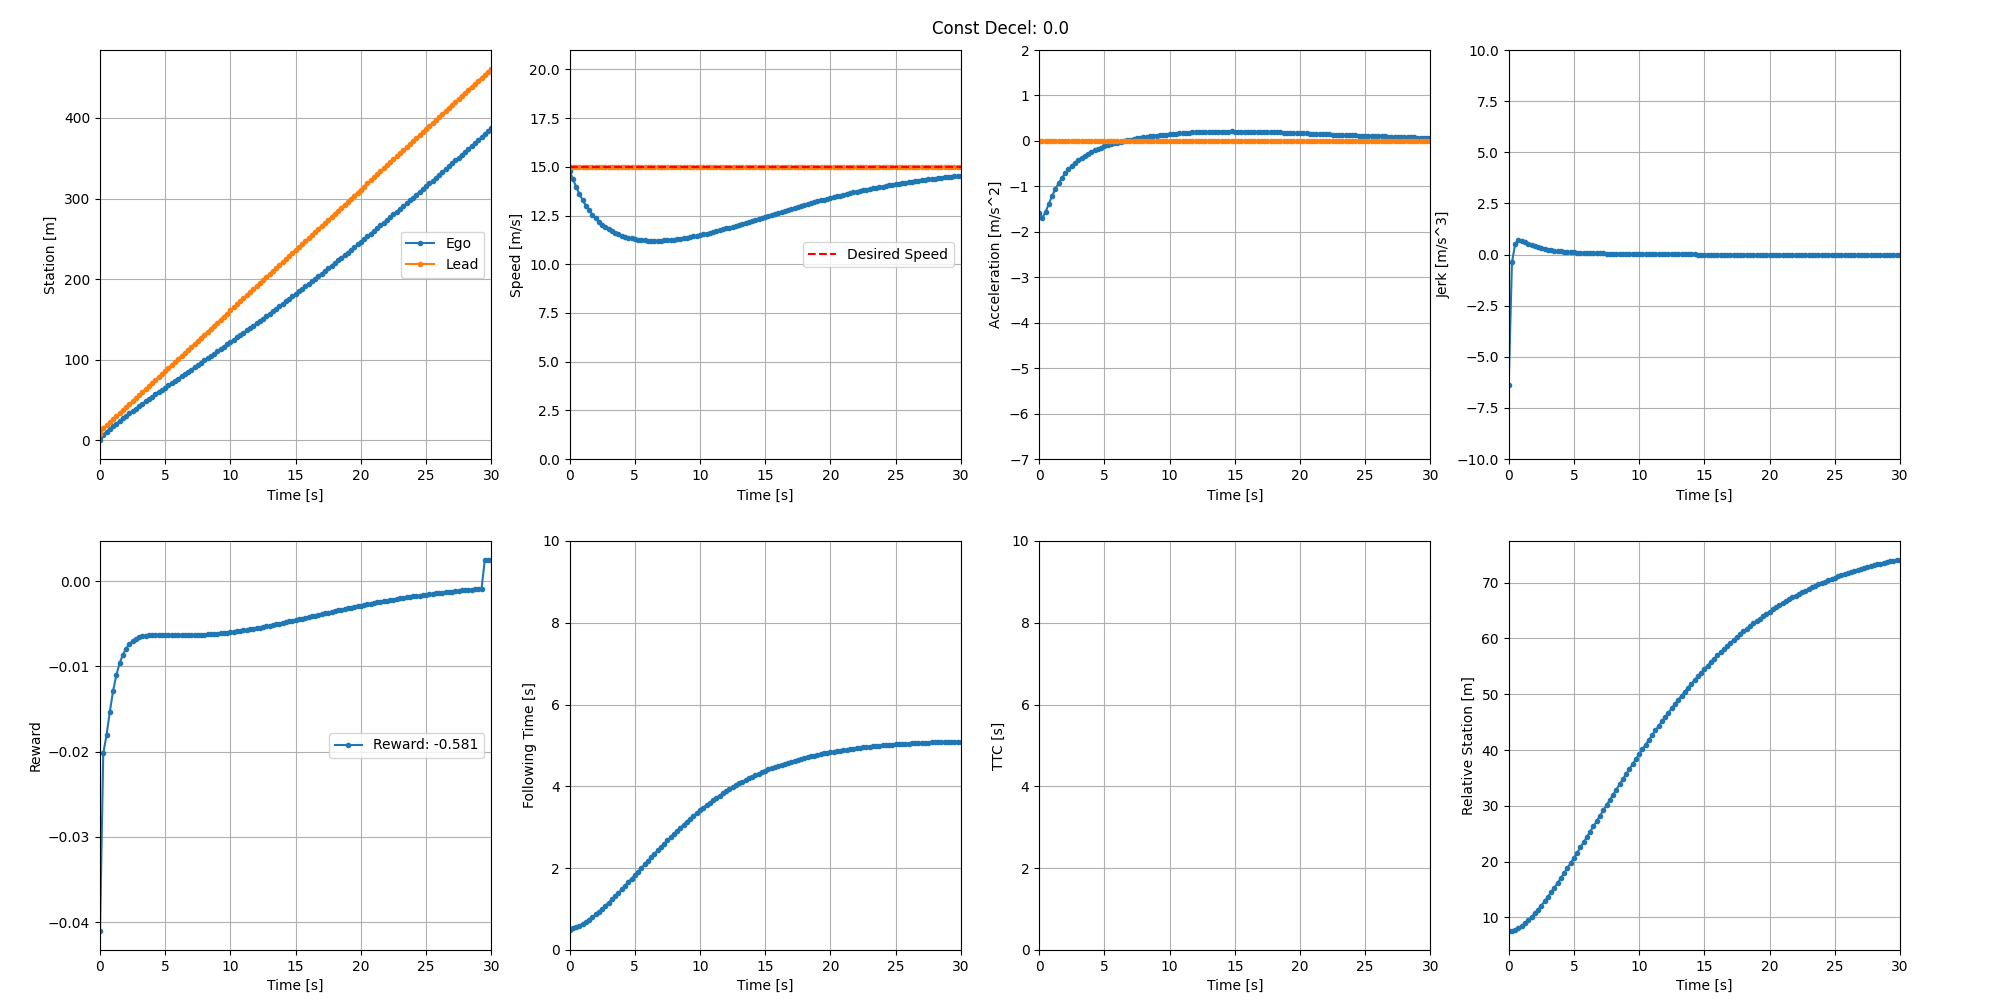 Const Decel: 0.0
Station [m]
400
300
200
100
0
0 5 10 15 20 25 30
Time [s]
Ego
Lead
Speed [m/s]
20.0
17.5
15.0
12.5
10.0
7.5
5.0
2.5
0.0
0 5 10 15 20 25 30
Time [s]
Desired Speed
Acceleration [m/s^2]
2
1
0
−1
−2
−3
−4
−5
−6
−7
0 5 10 15 20 25 30
Time [s]
Jerk [m/s^3]
10.0
7.5
5.0
2.5
0.0
−2.5
−5.0
−7.5
−10.0
0 5 10 15 20 25 30
Time [s]
Reward
0.00
−0.01
−0.02
−0.03
−0.04
0 5 10 15 20 25 30
Time [s]
Reward: -0.581
Following Time [s]
10
8
6
4
2
0
0 5 10 15 20 25 30
Time [s]
TTC [s]
10
8
6
4
2
0
0 5 10 15 20 25 30
Time [s]
Relative Station [m]
70
60
50
40
30
20
10
0 5 10 15 20 25 30
Time [s]